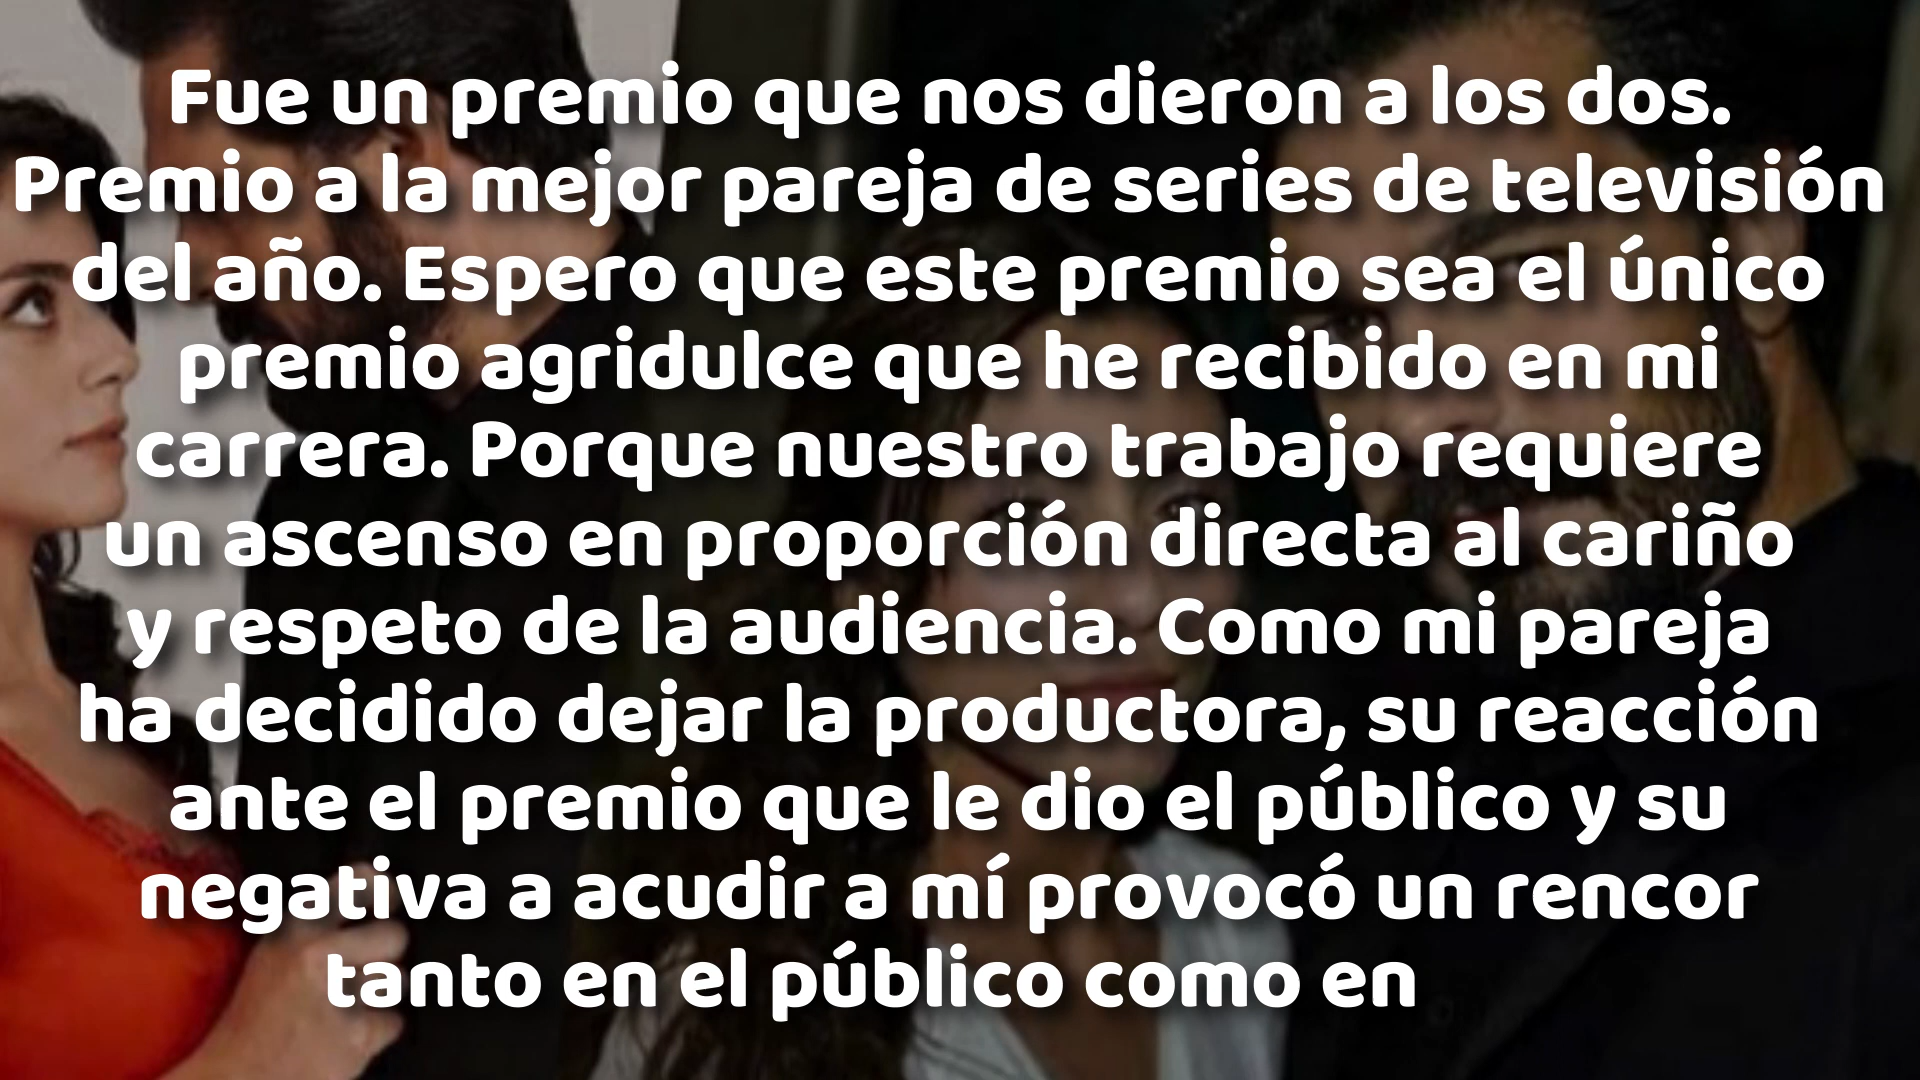 Fue un premio que nos dieron a los dos.
Premio a la mejor pareja de series de televisión
del año. Espero que este premio sea el único
premio agridulce que he recibido en mi
carrera. Porque nuestro trabajo requiere
un ascenso en proporción directa al cariño
y respeto de la audiencia. Como mi pareja
ha decidido dejar la productora, su reacción
ante el premio que le dio el público y su
negativa a acudir a mí provocó un rencor
tanto en el público como en